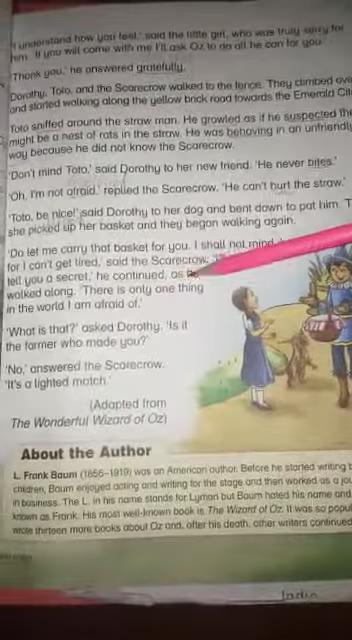 'I understand how you feel,' said the little girl, who was truly sorry for
him. 'If you will come with me I'll ask Oz to do all he can for you.'
'Thank you,' he answered gratefully.
Dorothy, Toto, and the Scarecrow walked to the fence. They climbed
and started walking along the yellow brick road towards the Emerald
Toto sniffed around the straw man. He growled as if he suspected
might be a nest of rats in the straw. He was behaving in an unfriendly
way because he did not know the Scarecrow.
'Don't mind Toto,' said Dorothy to her new friend. 'He never bites.'
'Oh, I'm not afraid,' replied the Scarecrow. 'He can't hurt the straw.'
'Toto, be nice!' said Dorothy to her dog and bent down to pat him.
she picked up her basket and they began walking again.
'Do let me carry that basket for you. I shall not mind
for I can't get tired,' said the Scarecrow.
tell you a secret,' he continued, as
walked along. 'There is only one thing
in the world I am afraid of.'
'What is that?' asked Dorothy. 'Is it
the farmer who made you?'
'No,' answered the Scarecrow.
'It's a lighted match.'
(Adapted from
The Wonderful Wizard of Oz)
About the Author
L. Frank Baum (1856–1919) was an American author. Before he started writing
children, Baum enjoyed acting and writing for the stage and then worked as a
in business. The L. in his name stands for Lyman but Baum hated his name and
known as Frank. His most well-known book is The Wizard of Oz. It was so
wrote thirteen more books about Oz and, after his death, other writers continued